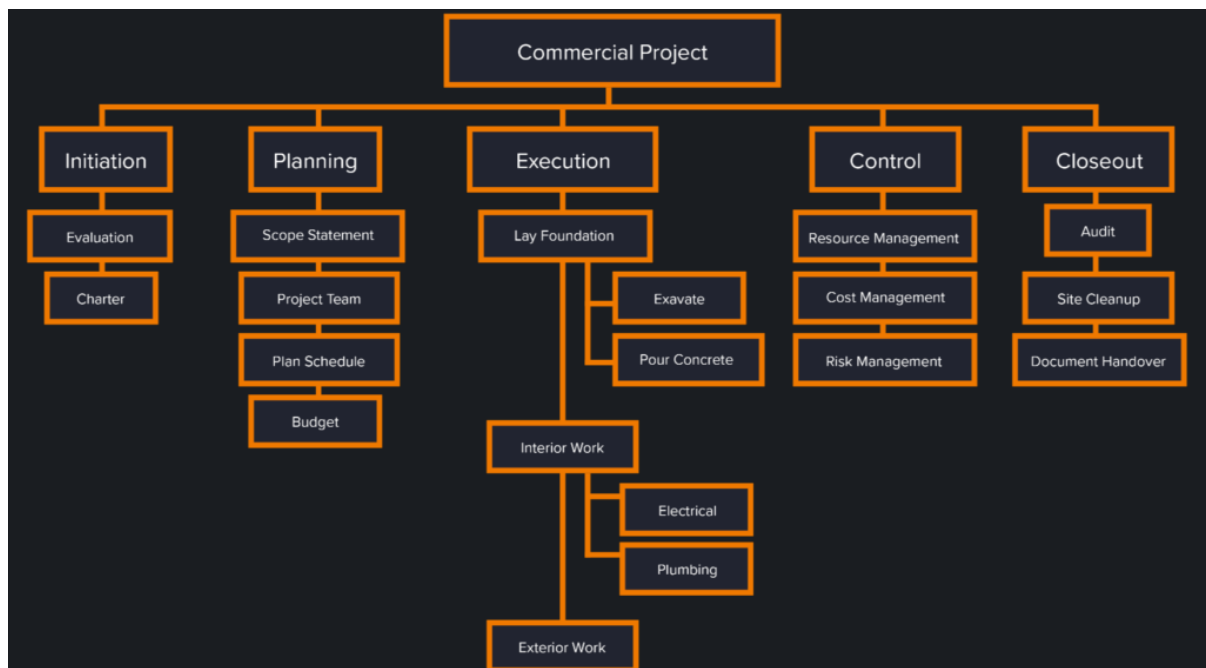 Commercial Project
Initiation
Planning
Execution
Control
Closeout
Evaluation
Charter
Scope Statement
Project Team
Plan Schedule
Budget
Lay Foundation
Exavate
Pour Concrete
Interior Work
Electrical
Plumbing
Exterior Work
Resource Management
Cost Management
Risk Management
Audit
Site Cleanup
Document Handover